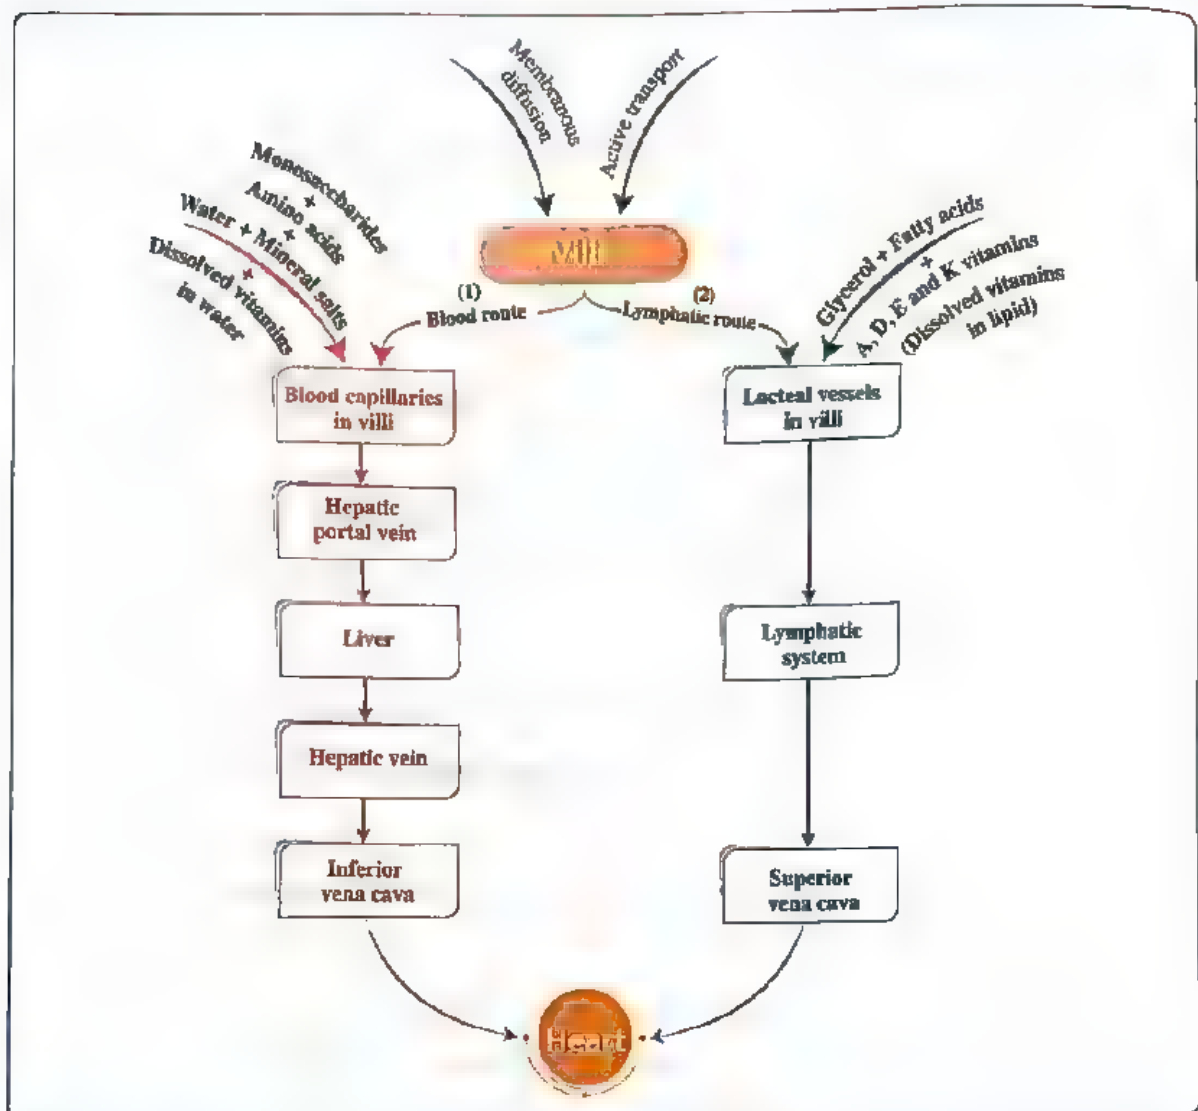 Membranous
diffusion
Active transport
Villi
(1)
Blood route
(2)
Lymphatic route
Monosaccharides
+
Amino acids
+
Water + Mineral salts
+
Dissolved vitamins
in water
Glycerol + Fatty acids
+
A, D, E and K vitamins
(Dissolved vitamins
in lipid)
Blood capillaries
in villi
Lacteal vessels
in villi
Hepatic
portal vein
Liver
Lymphatic
system
Hepatic vein
Inferior
vena cava
Superior
vena cava
Heart